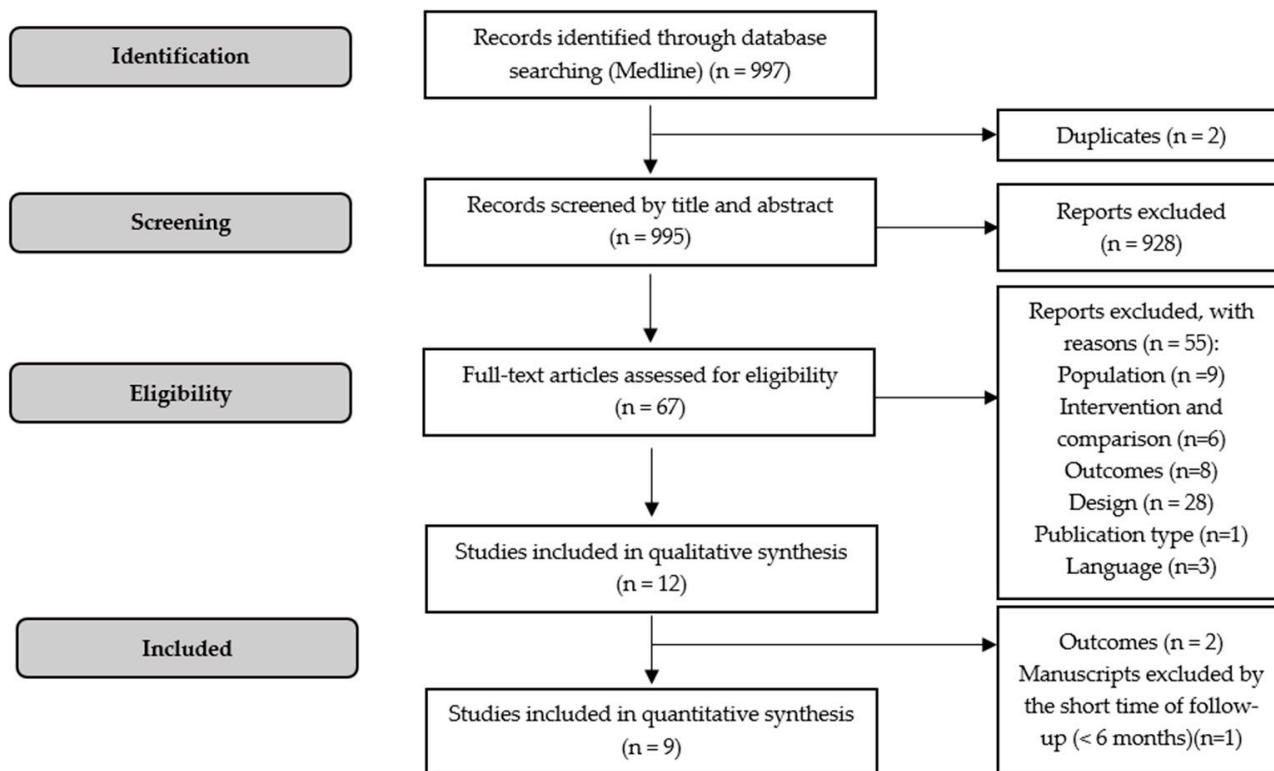 Identification
Records identified through database
searching (Medline) (n = 997)
Duplicates (n = 2)
Screening
Records screened by title and abstract
(n = 995)
Reports excluded
(n = 928)
Eligibility
Full-text articles assessed for eligibility
(n = 67)
Reports excluded, with
reasons (n = 55):
Population (n =9)
Intervention and
comparison (n=6)
Outcomes (n=8)
Design (n = 28)
Publication type (n=1)
Language (n=3)
Studies included in qualitative synthesis
(n = 12)
Included
Outcomes (n = 2)
Manuscripts excluded by
the short time of follow-
up (< 6 months)(n=1)
Studies included in quantitative synthesis
(n = 9)